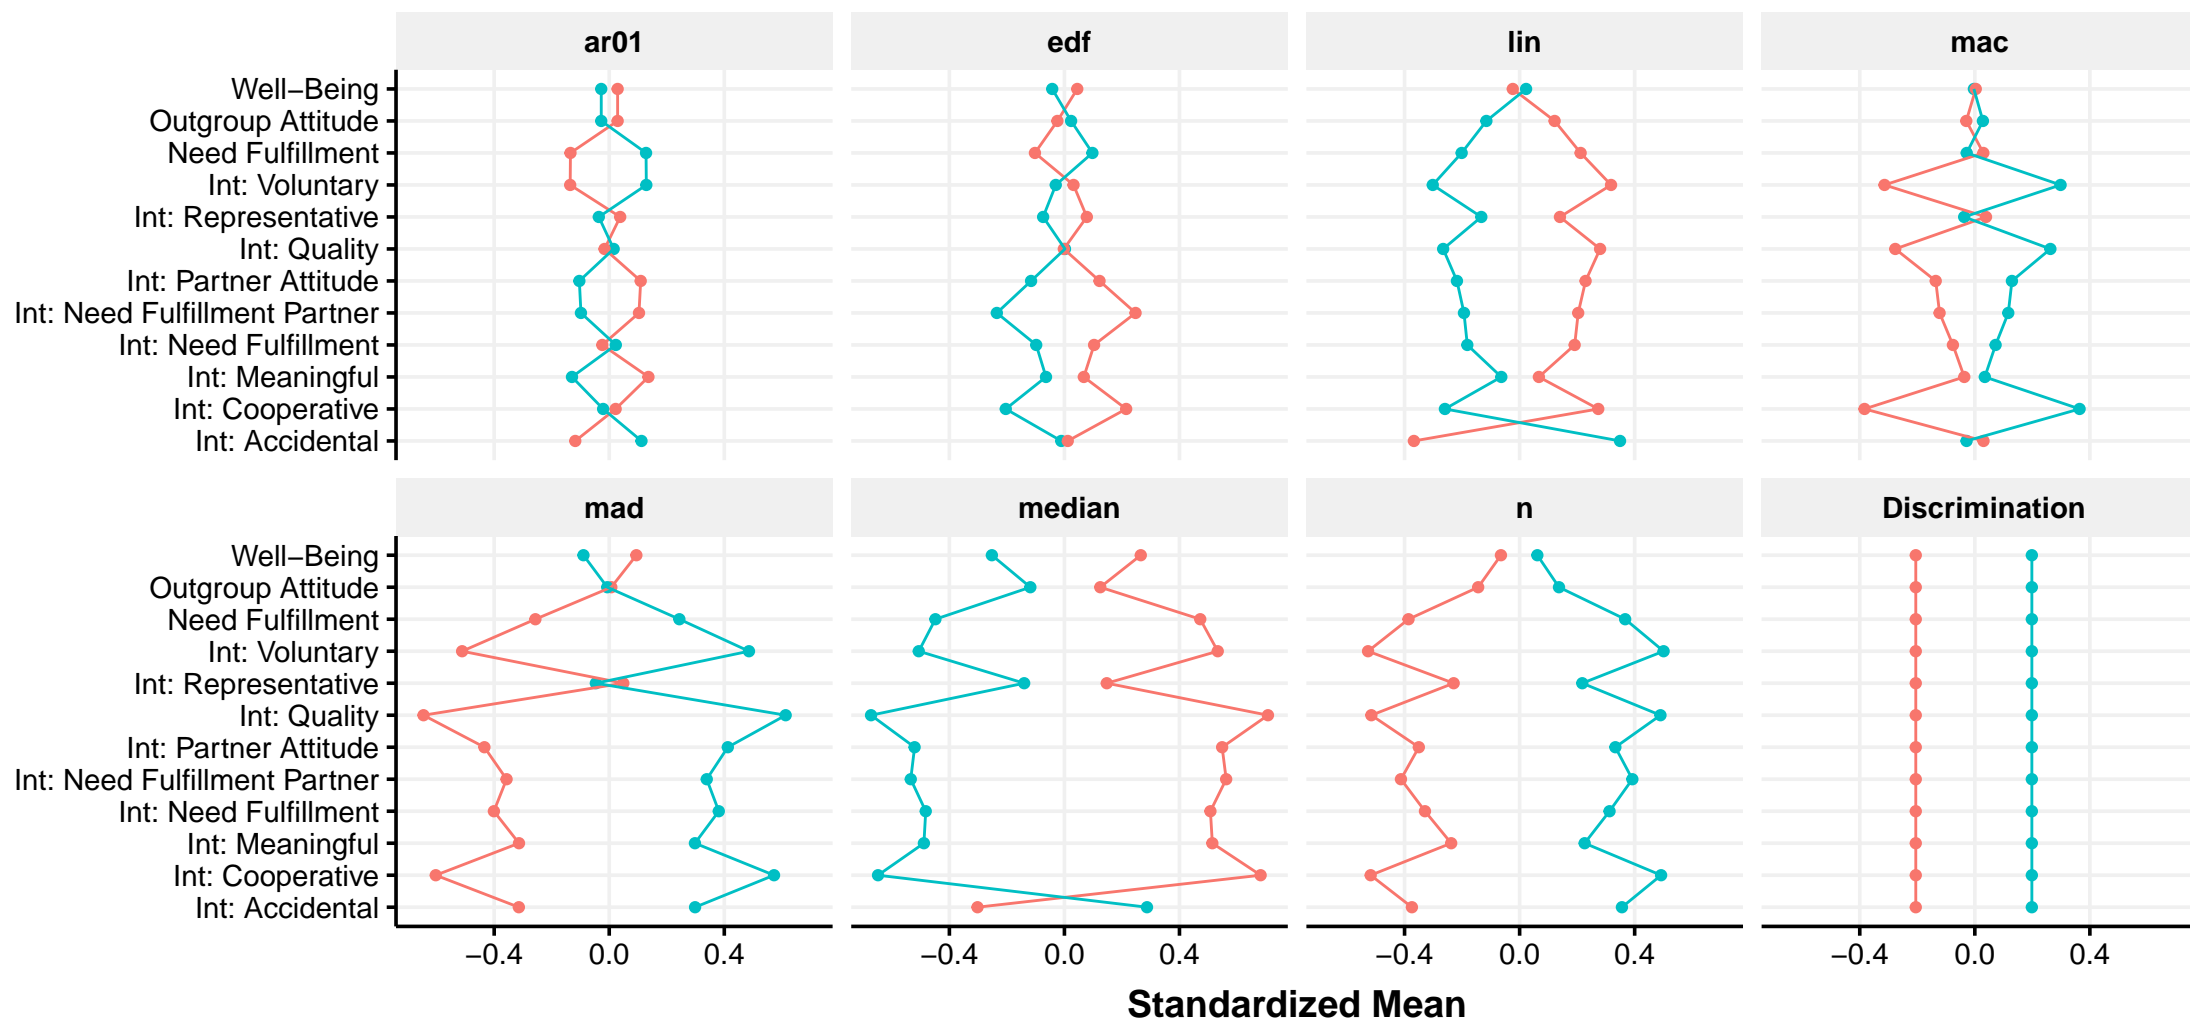 ar01 edf lin mac
Well−Being
Outgroup Attitude
Need Fulfillment
Int: Voluntary
Int: Representative
Int: Quality
Int: Partner Attitude
Int: Need Fulfillment Partner
Int: Need Fulfillment
Int: Meaningful
Int: Cooperative
Int: Accidental
mad median n Discrimination
Well−Being
Outgroup Attitude
Need Fulfillment
Int: Voluntary
Int: Representative
Int: Quality
Int: Partner Attitude
Int: Need Fulfillment Partner
Int: Need Fulfillment
Int: Meaningful
Int: Cooperative
Int: Accidental
−0.4 0.0 0.4 −0.4 0.0 0.4 −0.4 0.0 0.4 −0.4 0.0 0.4
Standardized Mean